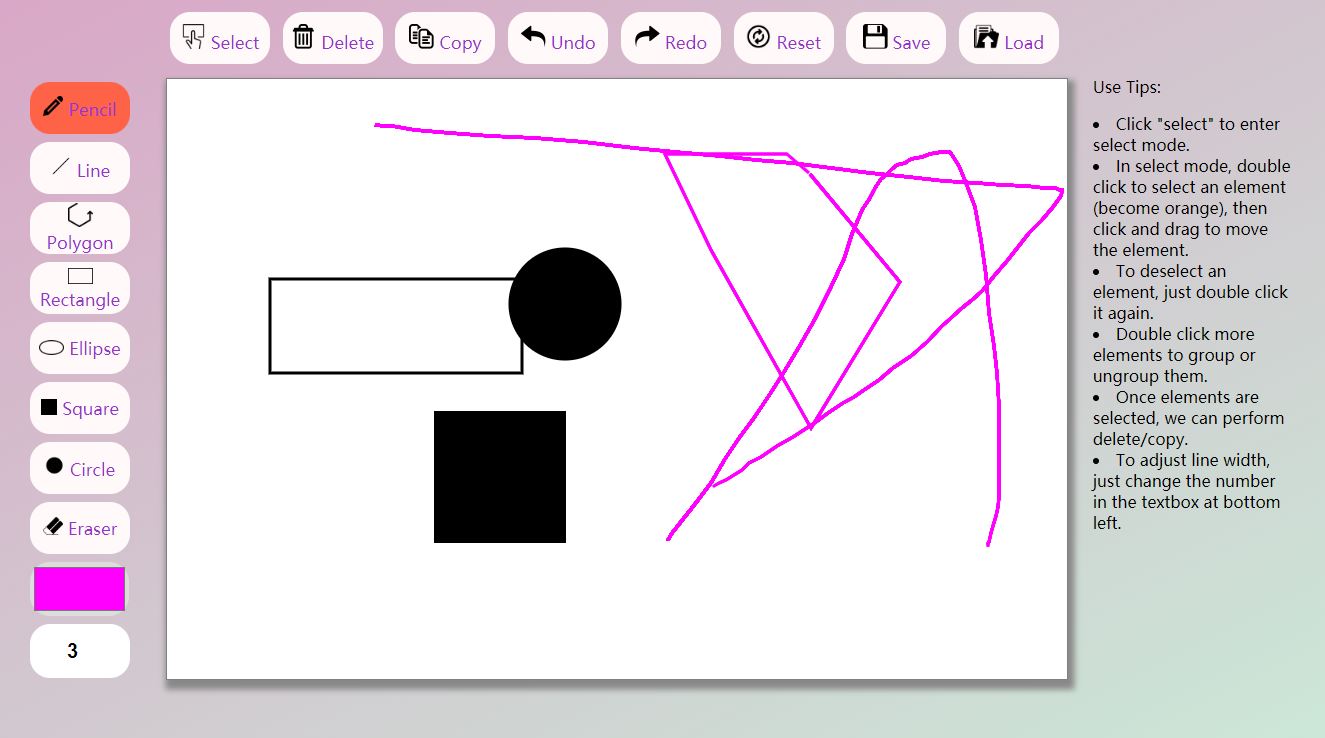 Select
Delete
Copy
Undo
Redo
Reset
Save
Load
Pencil
Line
Polygon
Rectangle
Ellipse
Square
Circle
Eraser
3
Use Tips:
• Click "select" to enter
select mode.
• In select mode, double
click to select an element
(become orange), then
click and drag to move
the element.
• To deselect an
element, just double click
it again.
• Double click more
elements to group or
ungroup them.
• Once elements are
selected, we can perform
delete/copy.
• To adjust line width,
just change the number
in the textbox at bottom
left.